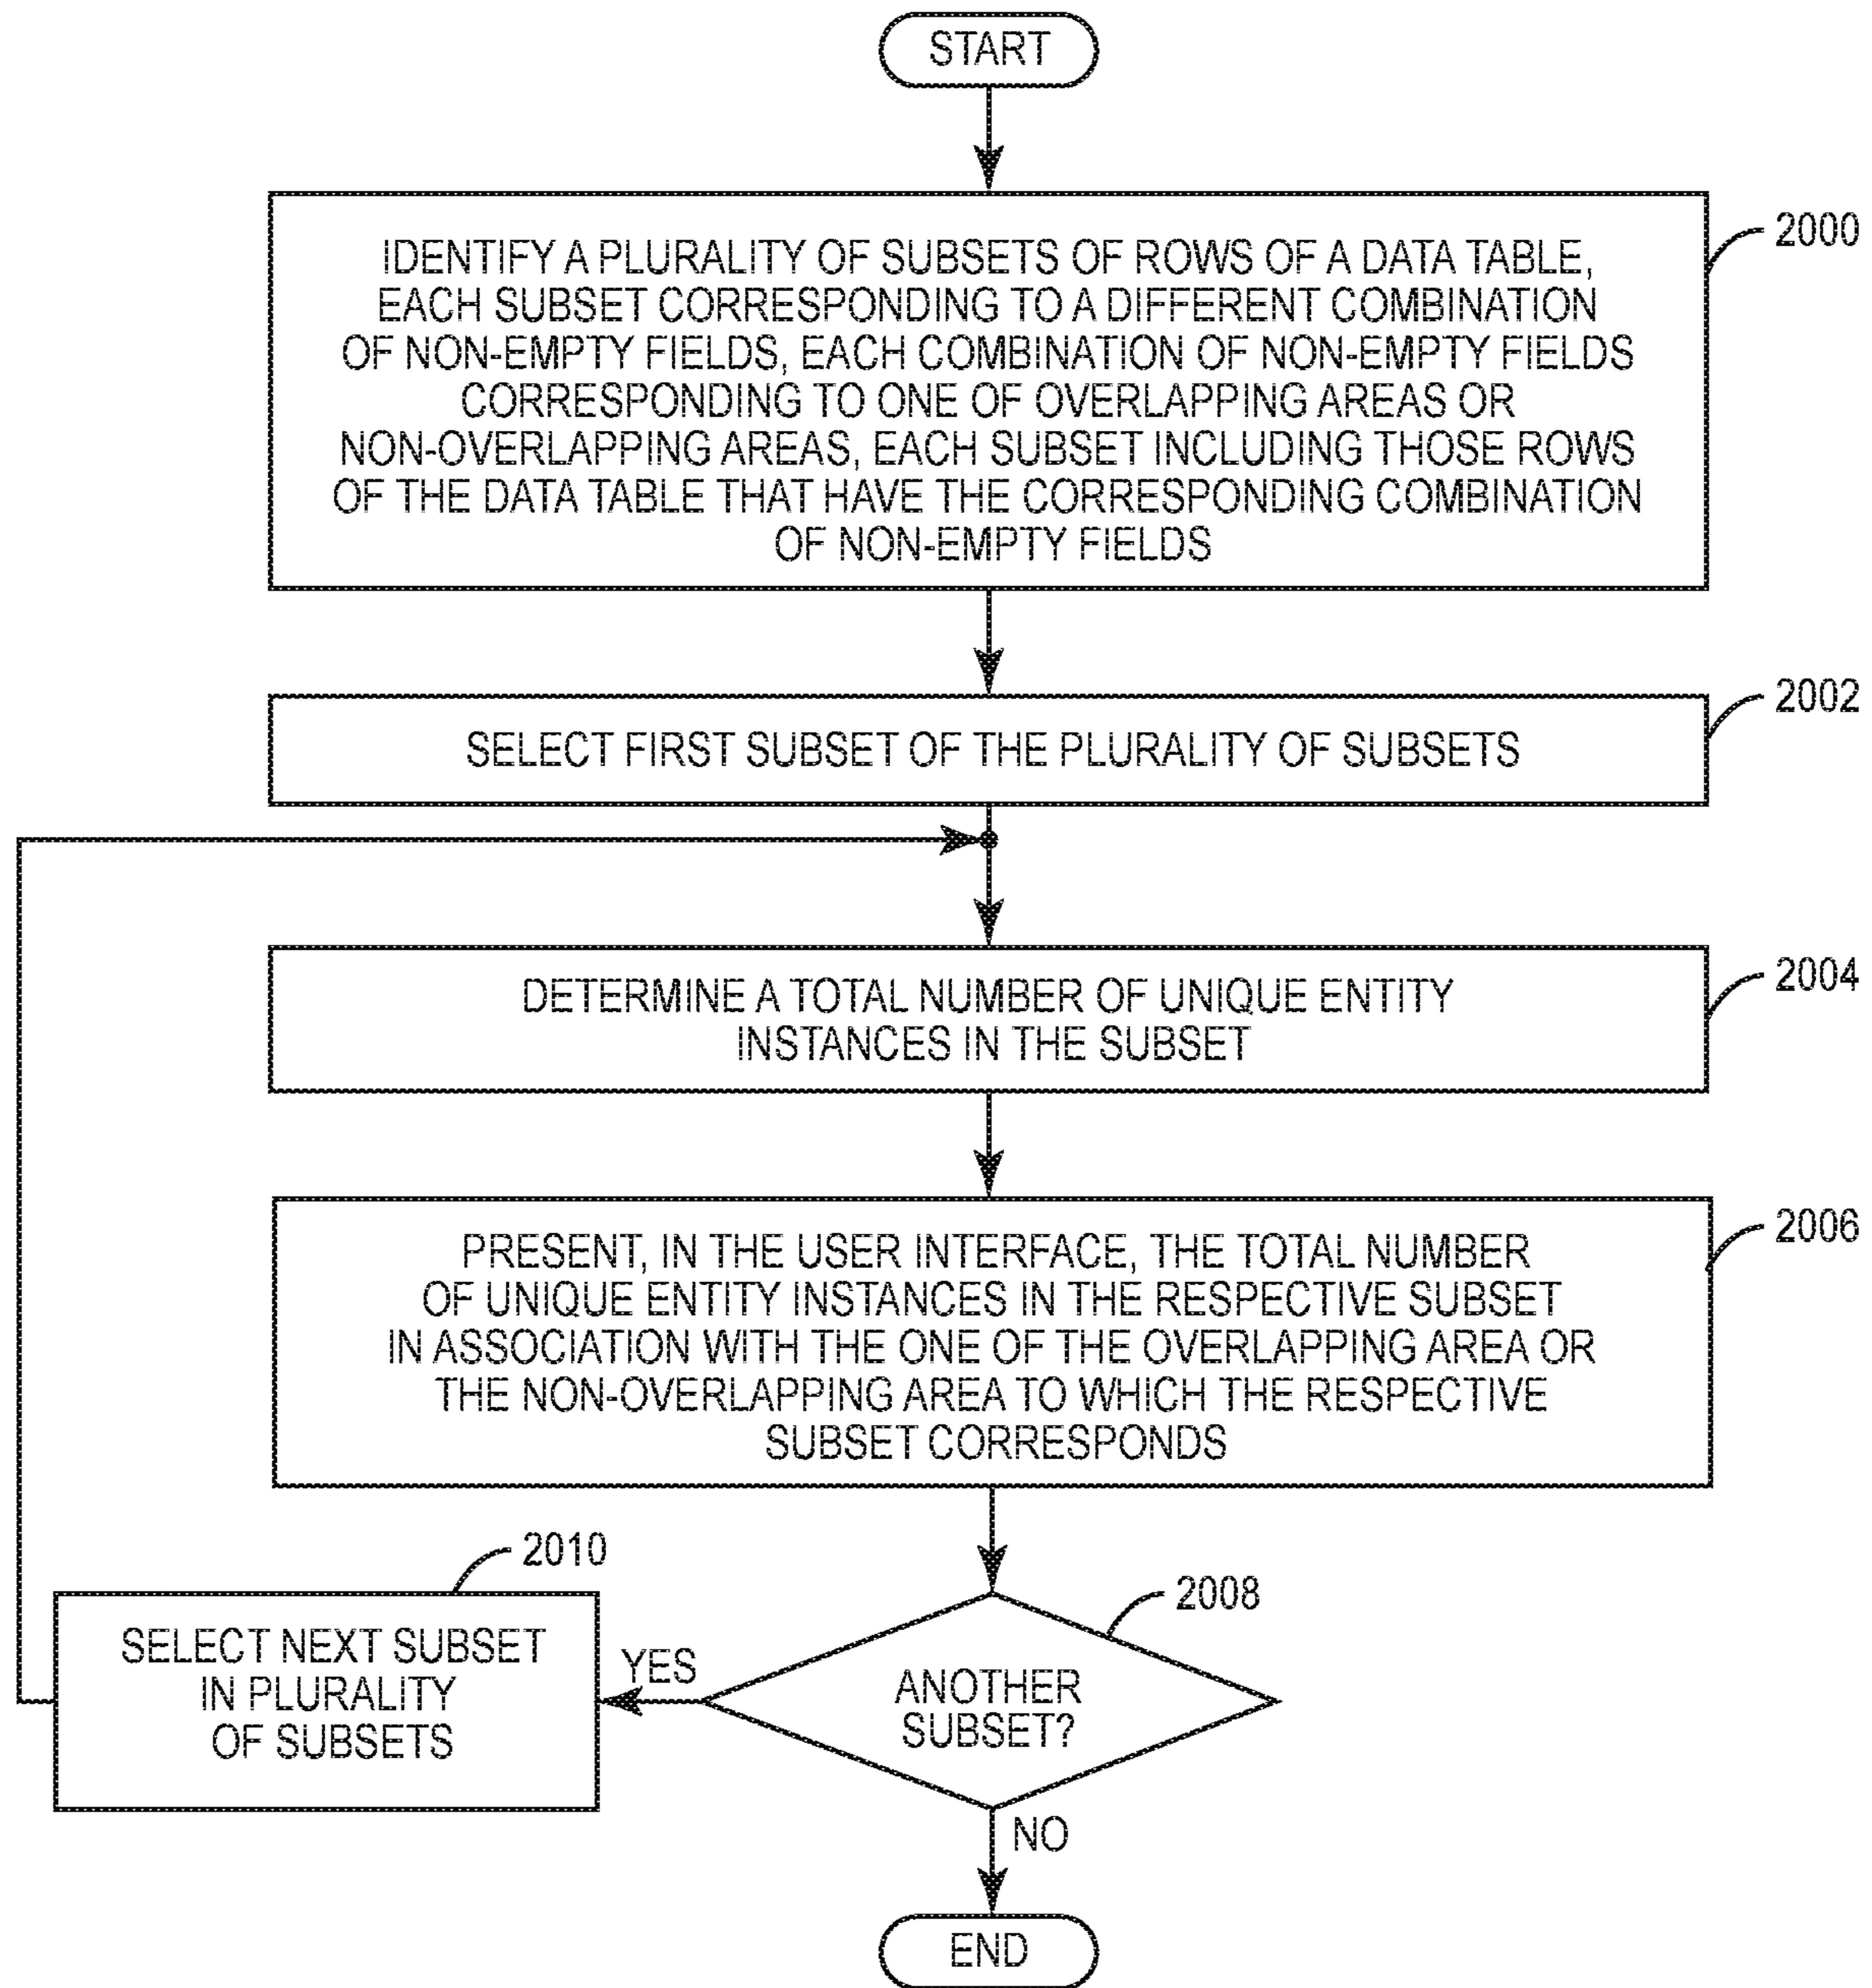 START
2000
IDENTIFY A PLURALITY OF SUBSETS OF ROWS OF A DATA TABLE,
EACH SUBSET CORRESPONDING TO A DIFFERENT COMBINATION
OF NON-EMPTY FIELDS, EACH COMBINATION OF NON-EMPTY FIELDS
CORRESPONDING TO ONE OF OVERLAPPING AREAS OR
NON-OVERLAPPING AREAS, EACH SUBSET INCLUDING THOSE ROWS
OF THE DATA TABLE THAT HAVE THE CORRESPONDING COMBINATION
OF NON-EMPTY FIELDS
2002
SELECT FIRST SUBSET OF THE PLURALITY OF SUBSETS
2004
DETERMINE A TOTAL NUMBER OF UNIQUE ENTITY
INSTANCES IN THE SUBSET
2006
PRESENT, IN THE USER INTERFACE, THE TOTAL NUMBER
OF UNIQUE ENTITY INSTANCES IN THE RESPECTIVE SUBSET
IN ASSOCIATION WITH THE ONE OF THE OVERLAPPING AREA OR
THE NON-OVERLAPPING AREA TO WHICH THE RESPECTIVE
SUBSET CORRESPONDS
2010
SELECT NEXT SUBSET
IN PLURALITY
OF SUBSETS
YES
2008
ANOTHER
SUBSET?
NO
END